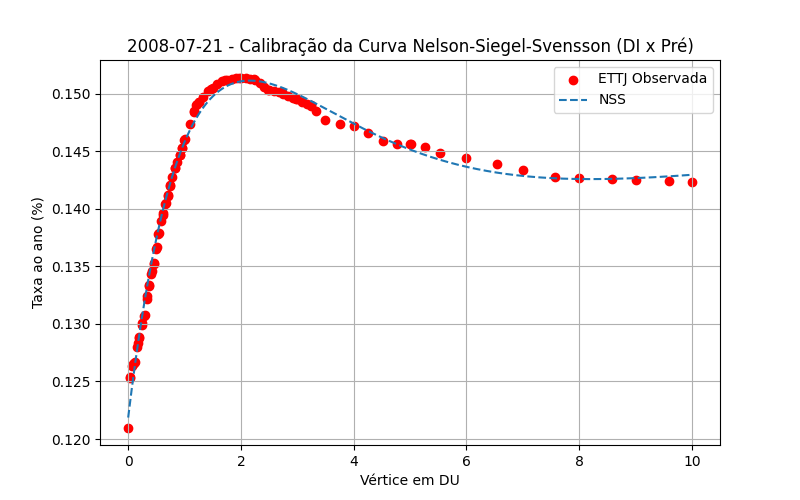 2008-07-21 - Calibração da Curva Nelson-Siegel-Svensson (DI x Pré)
ETTJ Observada
NSS
Taxa ao ano (%)
0.150
0.145
0.140
0.135
0.130
0.125
0.120
0 2 4 6 8 10
Vértice em DU